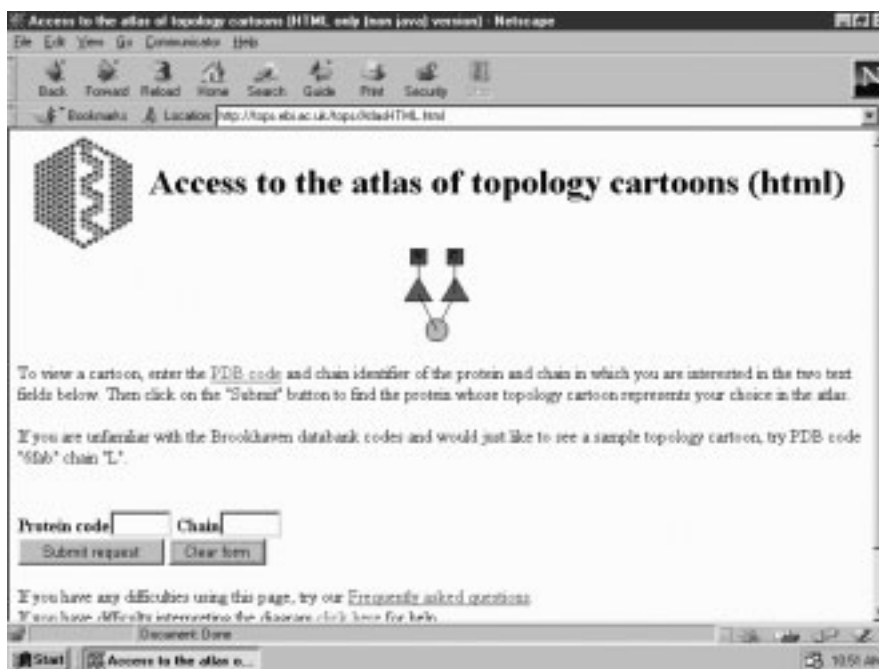 Access to the atlas of topology cartoons (HTML only (non java) version) - Netscape
File Edit View Go Communicator Help
Back Forward Reload Home Search Guide Print Security
Bookmarks Location: http://tops.ebi.ac.uk/tops/AtlasHTML.html
N
Access to the atlas of topology cartoons (html)
To view a cartoon, enter the PDB code and chain identifier of the protein and chain in which you are interested in the two text
fields below. Then click on the "Submit" button to find the protein whose topology cartoon represents your choice in the atlas.
If you are unfamiliar with the Brookhaven databank codes and would just like to see a sample topology cartoon, try PDB code
"6fab" chain "L".
Protein code Chain
Submit request Clear form
If you have any difficulties using this page, try our Frequently asked questions
If you have difficulty interpreting the diagram click here for help
Document: Done
Start Access to the atlas o... 10:51 AM